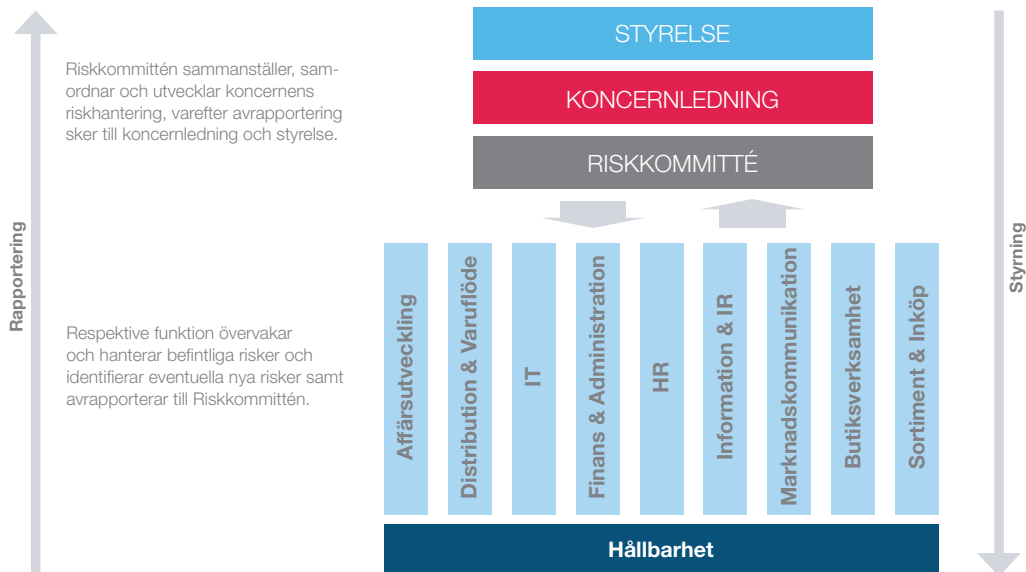 STYRELSE
Riskkommittén sammanställer, sam-
ordnar och utvecklar koncernens
riskhantering, varefter avrapportering
sker till koncernledning och styrelse.
KONCERNLEDNING
RISKKOMMITTÉ
Rapportering
Styrning
Respektive funktion övervakar
och hanterar befintliga risker och
identifierar eventuella nya risker samt
avrapporterar till Riskkommittén.
Affärsutveckling
Distribution & Varuflöde
IT
Finans & Administration
HR
Information & IR
Marknadskommunikation
Butiksverksamhet
Sortiment & Inköp
Hållbarhet